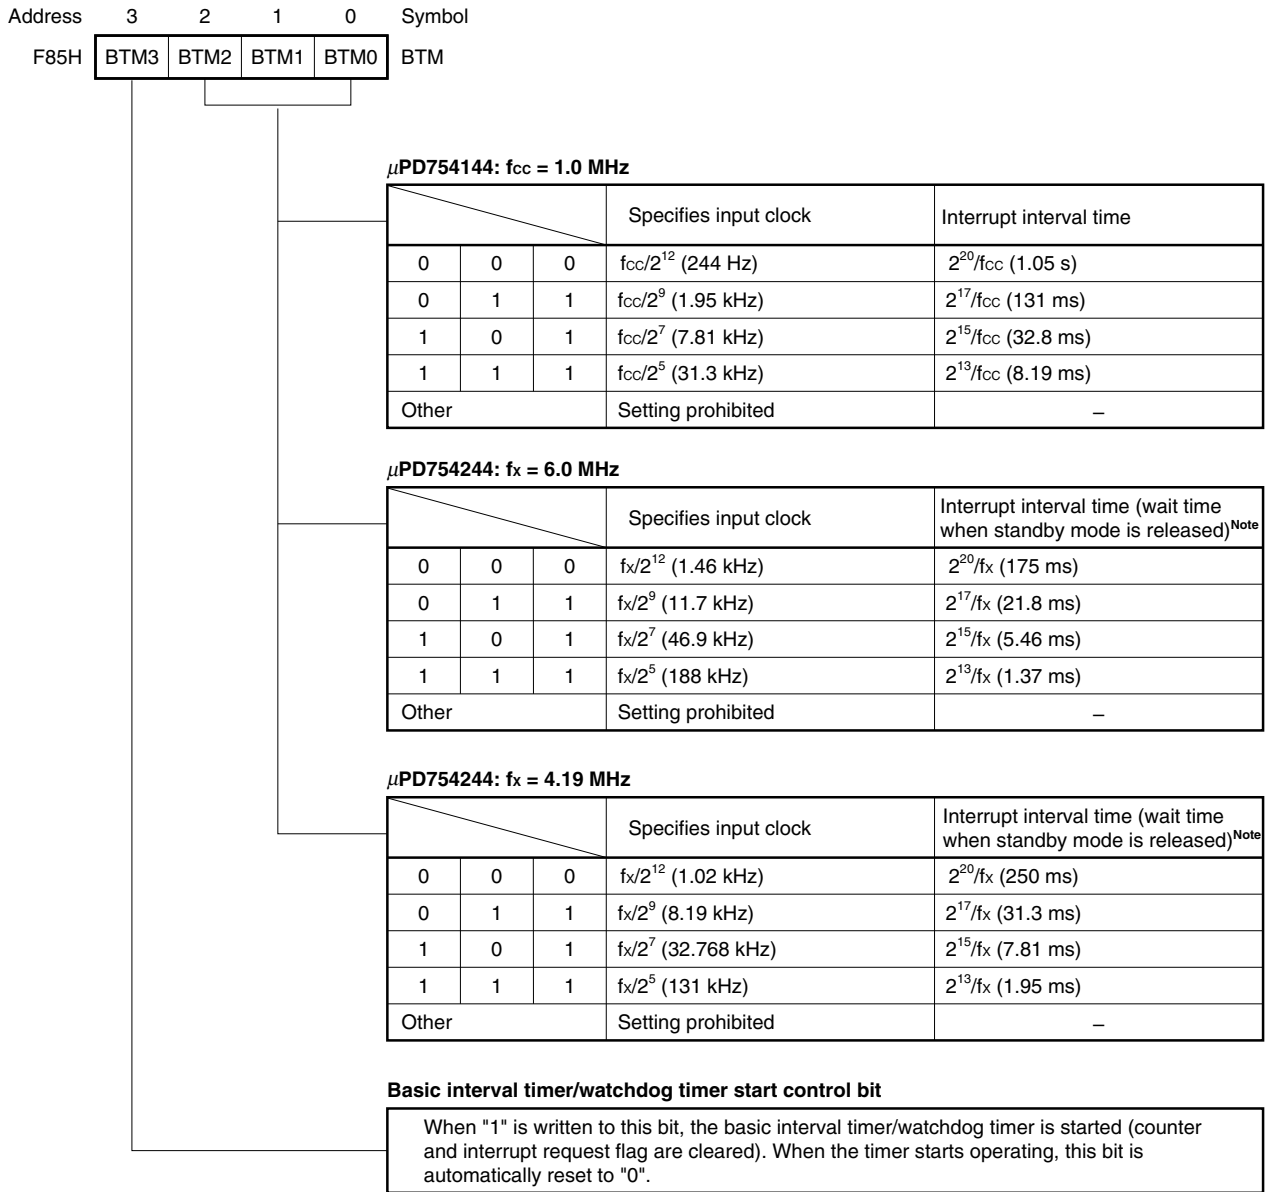 Address 3 2 1 0 Symbol
F85H BTM3 BTM2 BTM1 BTM0 BTM
μPD754144: fCC = 1.0 MHz
Specifies input clock Interrupt interval time
0 0 0 fCC/2^12 (244 Hz) 2^20/fCC (1.05 s)
0 1 1 fCC/2^9 (1.95 kHz) 2^17/fCC (131 ms)
1 0 1 fCC/2^7 (7.81 kHz) 2^15/fCC (32.8 ms)
1 1 1 fCC/2^5 (31.3 kHz) 2^13/fCC (8.19 ms)
Other Setting prohibited –
μPD754244: fX = 6.0 MHz
Specifies input clock Interrupt interval time (wait time
when standby mode is released)^Note
0 0 0 fX/2^12 (1.46 kHz) 2^20/fX (175 ms)
0 1 1 fX/2^9 (11.7 kHz) 2^17/fX (21.8 ms)
1 0 1 fX/2^7 (46.9 kHz) 2^15/fX (5.46 ms)
1 1 1 fX/2^5 (188 kHz) 2^13/fX (1.37 ms)
Other Setting prohibited –
μPD754244: fX = 4.19 MHz
Specifies input clock Interrupt interval time (wait time
when standby mode is released)^Note
0 0 0 fX/2^12 (1.02 kHz) 2^20/fX (250 ms)
0 1 1 fX/2^9 (8.19 kHz) 2^17/fX (31.3 ms)
1 0 1 fX/2^7 (32.768 kHz) 2^15/fX (7.81 ms)
1 1 1 fX/2^5 (131 kHz) 2^13/fX (1.95 ms)
Other Setting prohibited –
Basic interval timer/watchdog timer start control bit
When "1" is written to this bit, the basic interval timer/watchdog timer is started (counter
and interrupt request flag are cleared). When the timer starts operating, this bit is
automatically reset to "0".